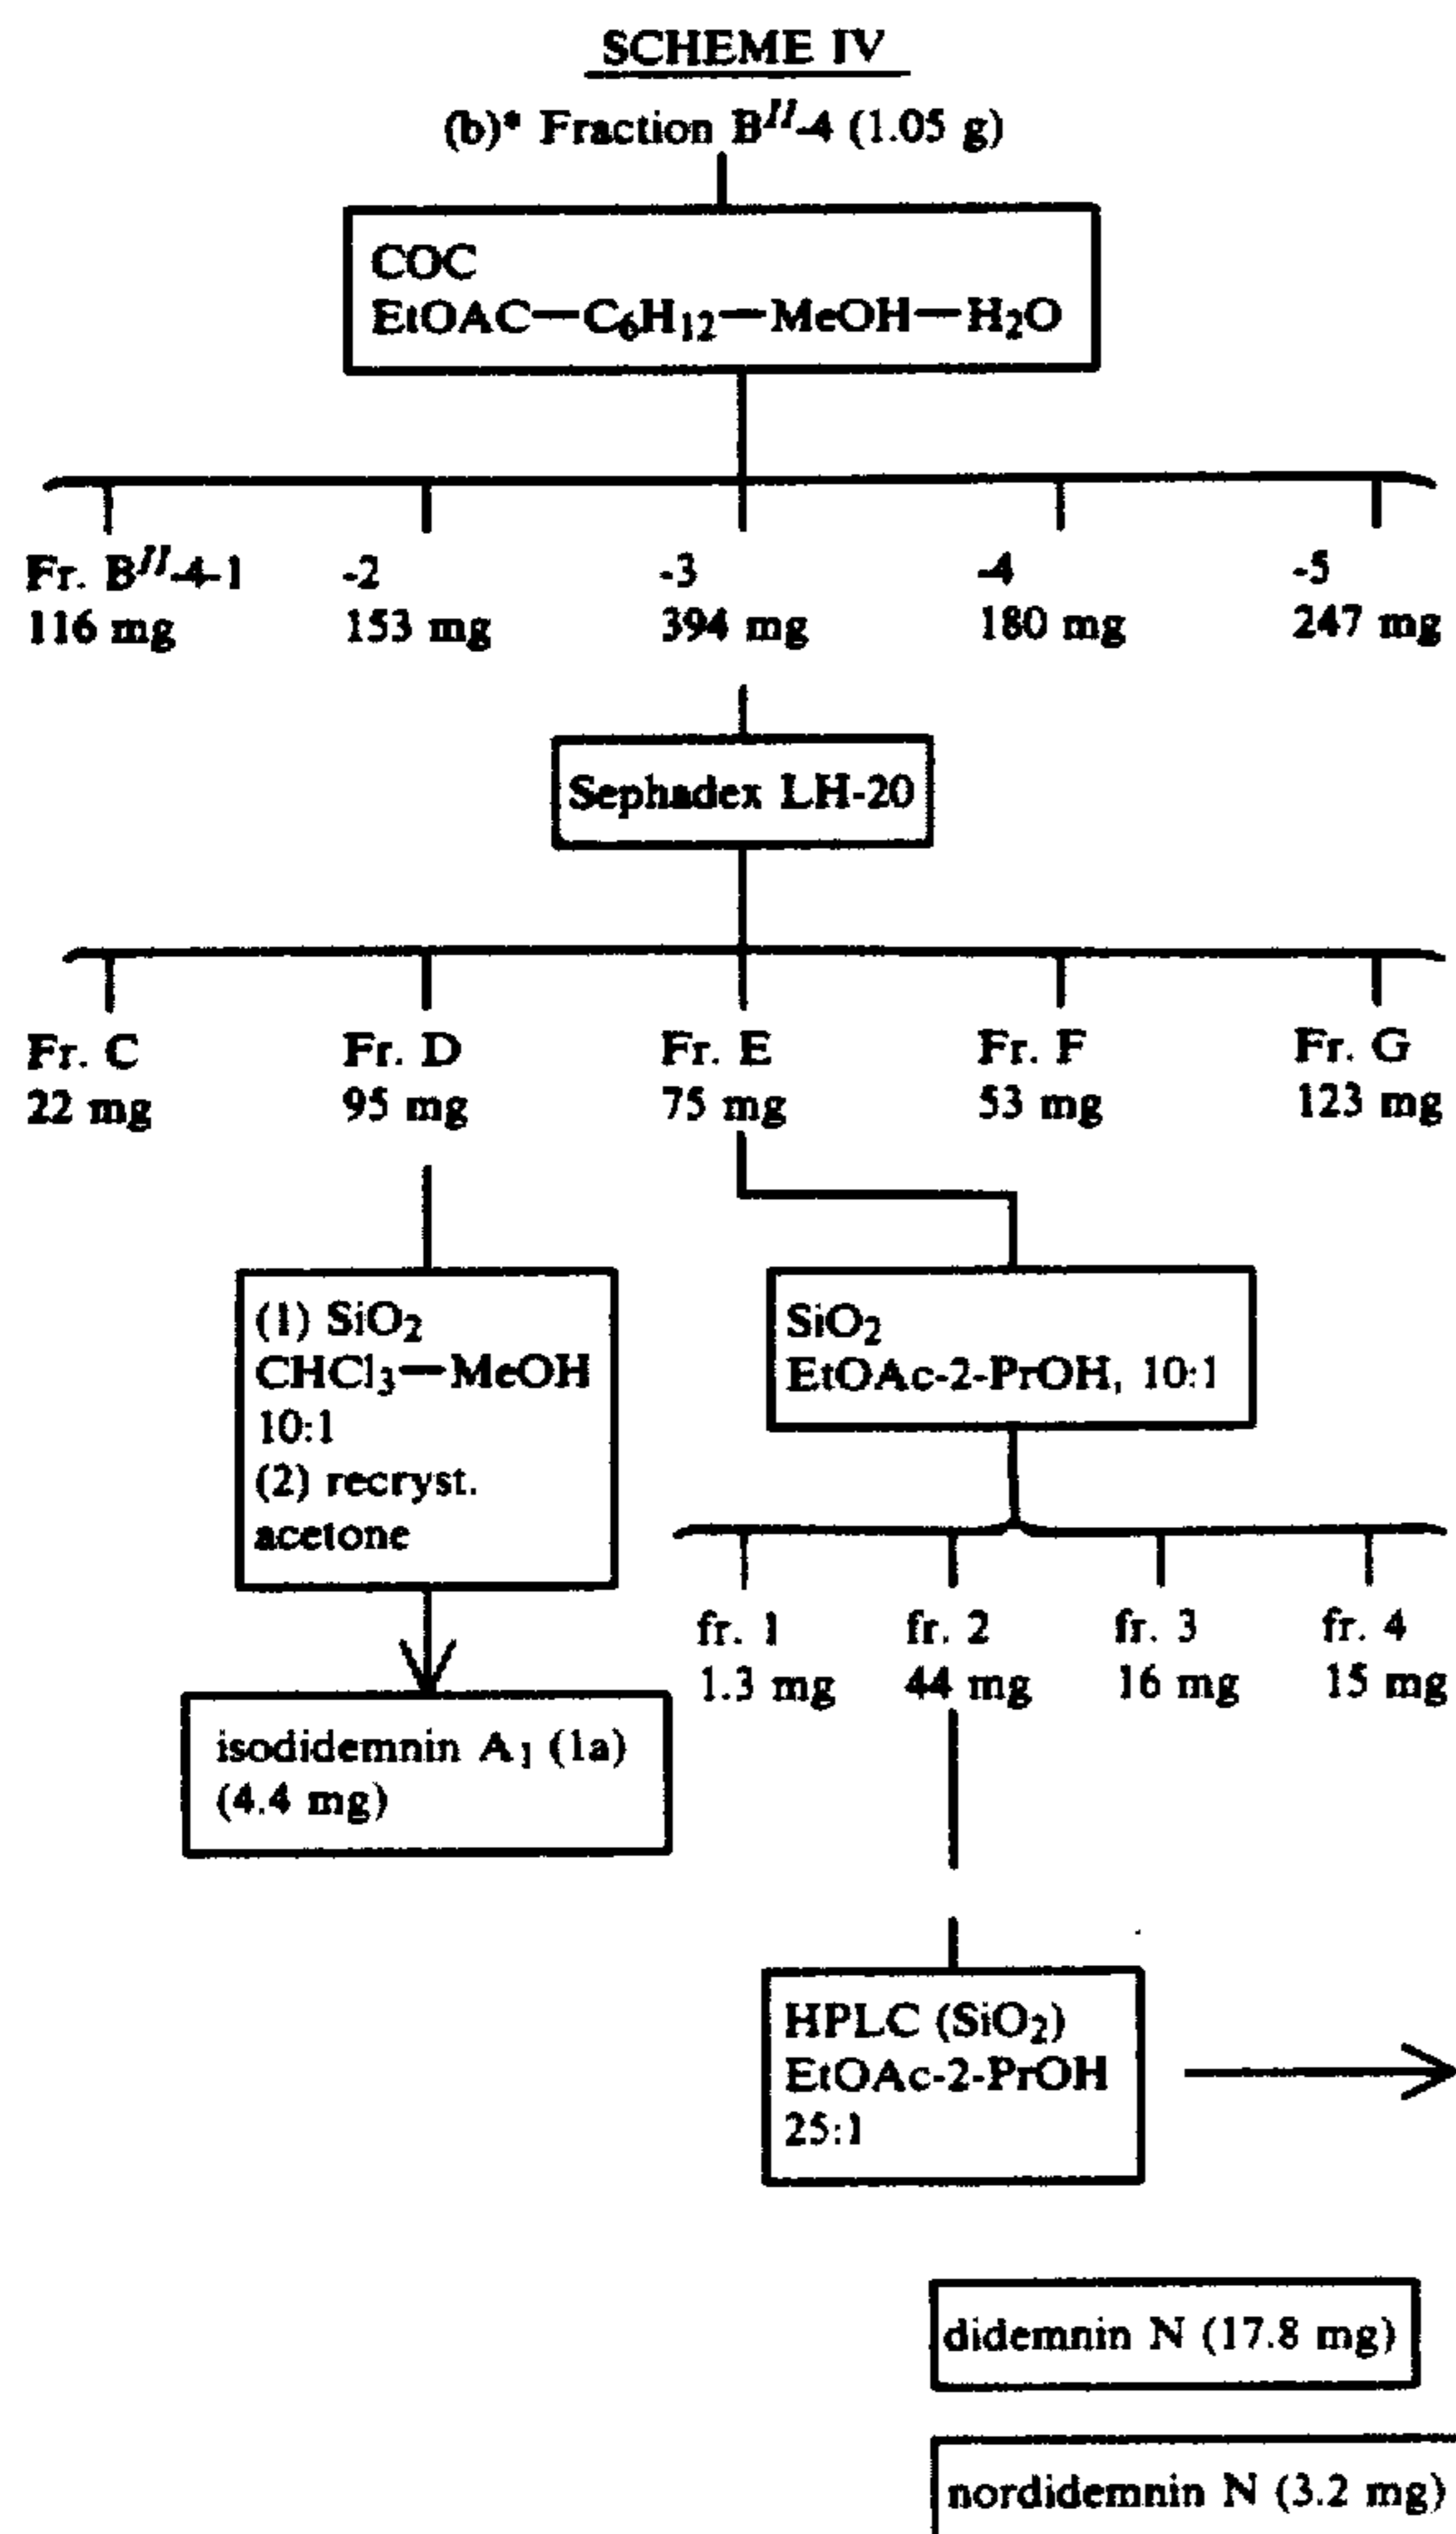 SCHEME IV
(b)* Fraction B^II-4 (1.05 g)
COC
EtOAC—C6H12—MeOH—H2O
Fr. B^II-4-1 -2 -3 -4 -5
116 mg 153 mg 394 mg 180 mg 247 mg
Sephadex LH-20
Fr. C Fr. D Fr. E Fr. F Fr. G
22 mg 95 mg 75 mg 53 mg 123 mg
(1) SiO2
CHCl3—MeOH
10:1
(2) recryst.
acetone
SiO2
EtOAc-2-PrOH, 10:1
fr. 1 fr. 2 fr. 3 fr. 4
1.3 mg 44 mg 16 mg 15 mg
isodidemnin A1 (1a)
(4.4 mg)
HPLC (SiO2)
EtOAc-2-PrOH
25:1
didemnin N (17.8 mg)
nordidemnin N (3.2 mg)